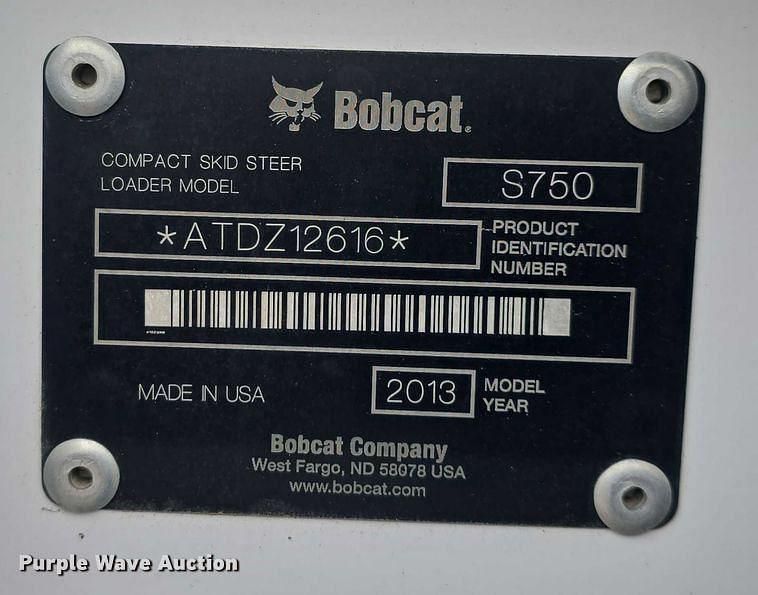 Bobcat®
COMPACT SKID STEER
LOADER MODEL
S750
*ATDZ12616*
PRODUCT
IDENTIFICATION
NUMBER
MADE IN USA
2013
MODEL
YEAR
Bobcat Company
West Fargo, ND 58078 USA
www.bobcat.com
Purple Wave Auction